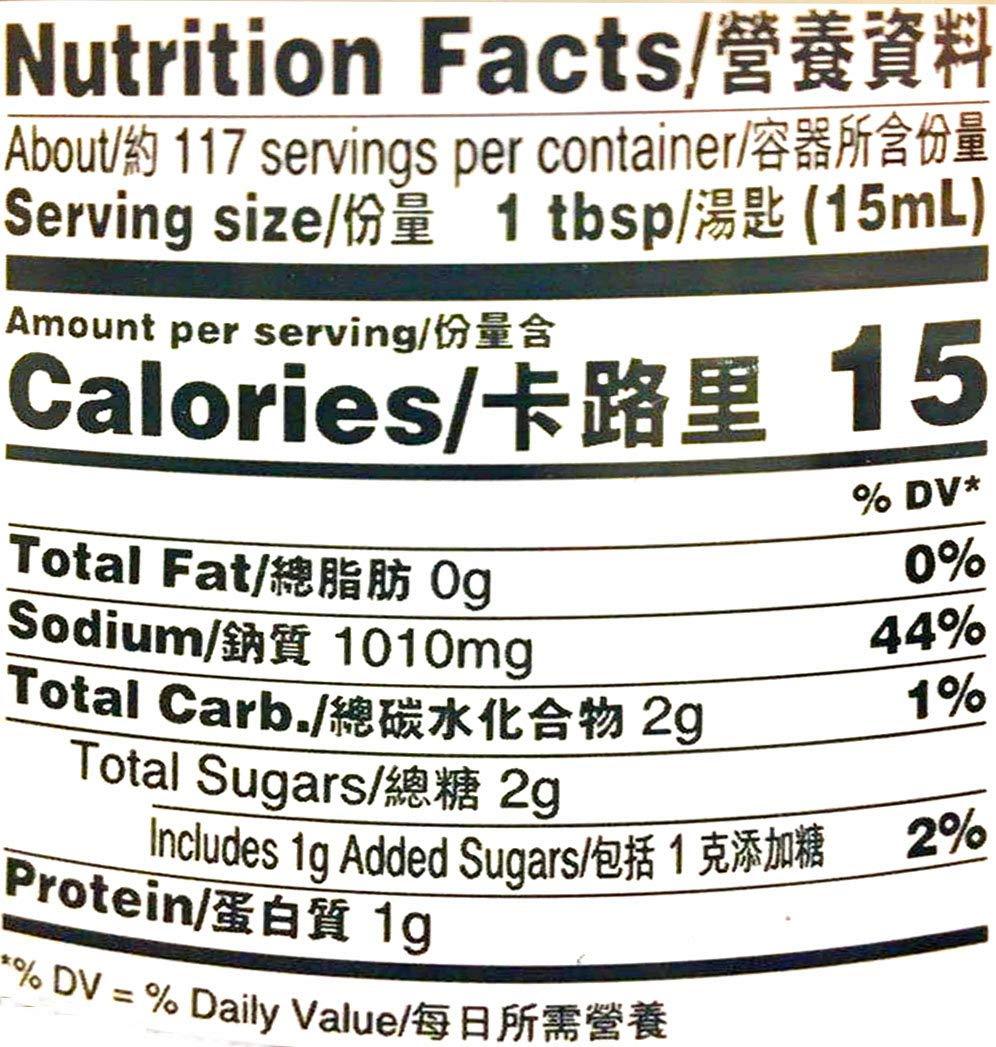 Nutrition Facts/營養資料
About/約 117 servings per container/容器所含份量
Serving size/份量 1 tbsp/湯匙 (15mL)
Amount per serving/份量含
Calories/卡路里 15
% DV*
Total Fat/總脂肪 0g 0%
Sodium/鈉質 1010mg 44%
Total Carb./總碳水化合物 2g 1%
Total Sugars/總糖 2g
Includes 1g Added Sugars/包括 1 克添加糖 2%
Protein/蛋白質 1g
*% DV = % Daily Value/每日所需營養